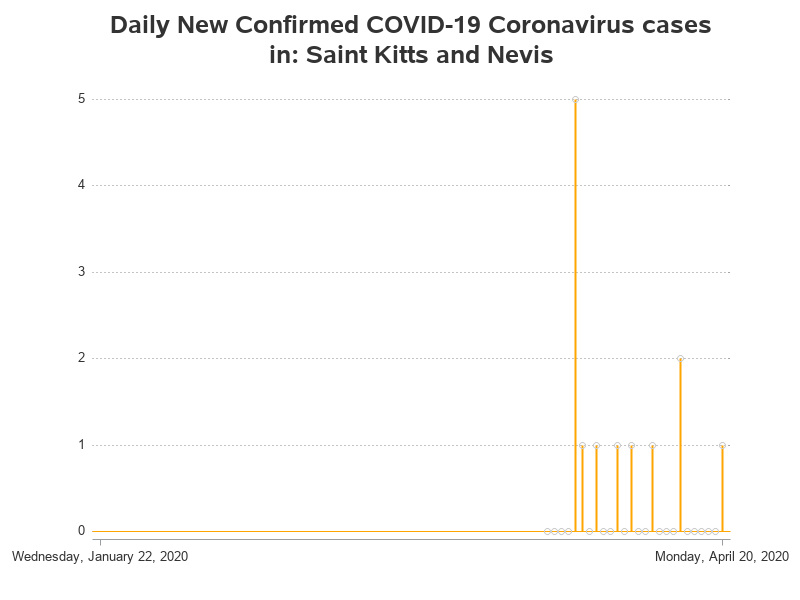 Daily New Confirmed COVID-19 Coronavirus cases
in: Saint Kitts and Nevis
5
4
3
2
1
0
Wednesday, January 22, 2020
Monday, April 20, 2020